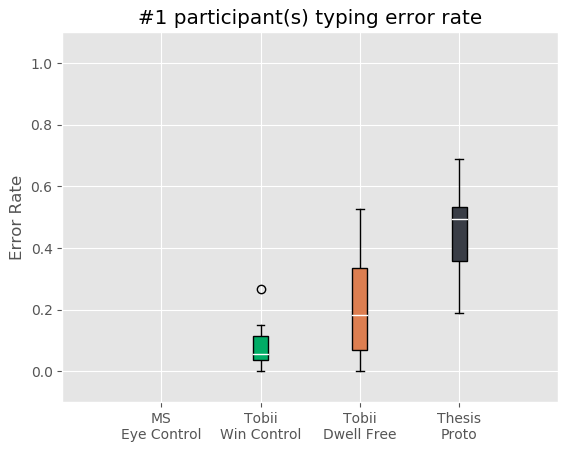 #1 participant(s) typing error rate
1.0
0.8
0.6
0.4
0.2
0.0
Error Rate
MS
Eye Control
Tobii
Win Control
Tobii
Dwell Free
Thesis
Proto